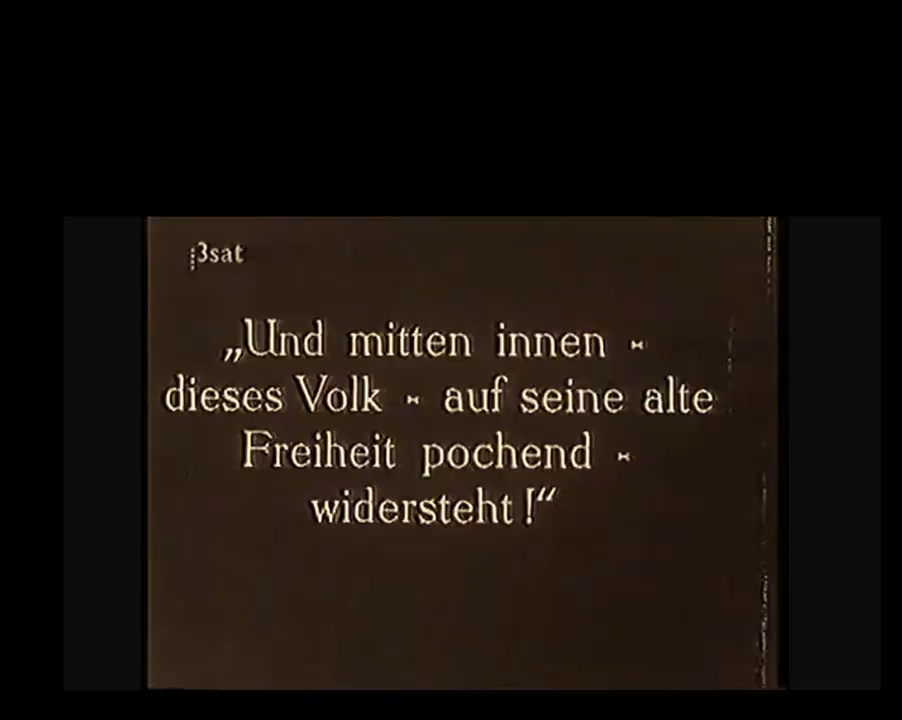 3sat
„Und mitten innen -
dieses Volk - auf seine alte
Freiheit pochend -
widersteht!“